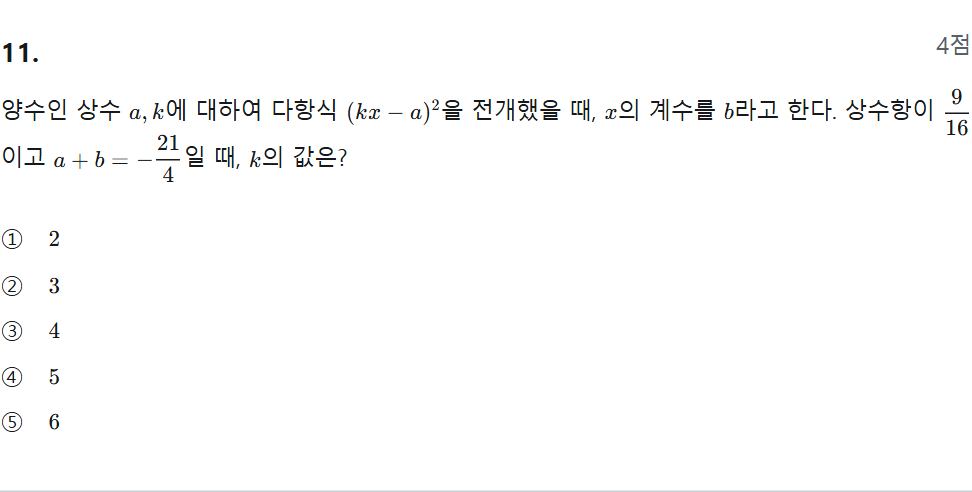 11.
4점
양수인 상수 a, k에 대하여 다항식 (kx − a)²을 전개했을 때, x의 계수를 b라고 한다. 상수항이 9/16
이고 a + b = −21/4일 때, k의 값은?
① 2
② 3
③ 4
④ 5
⑤ 6